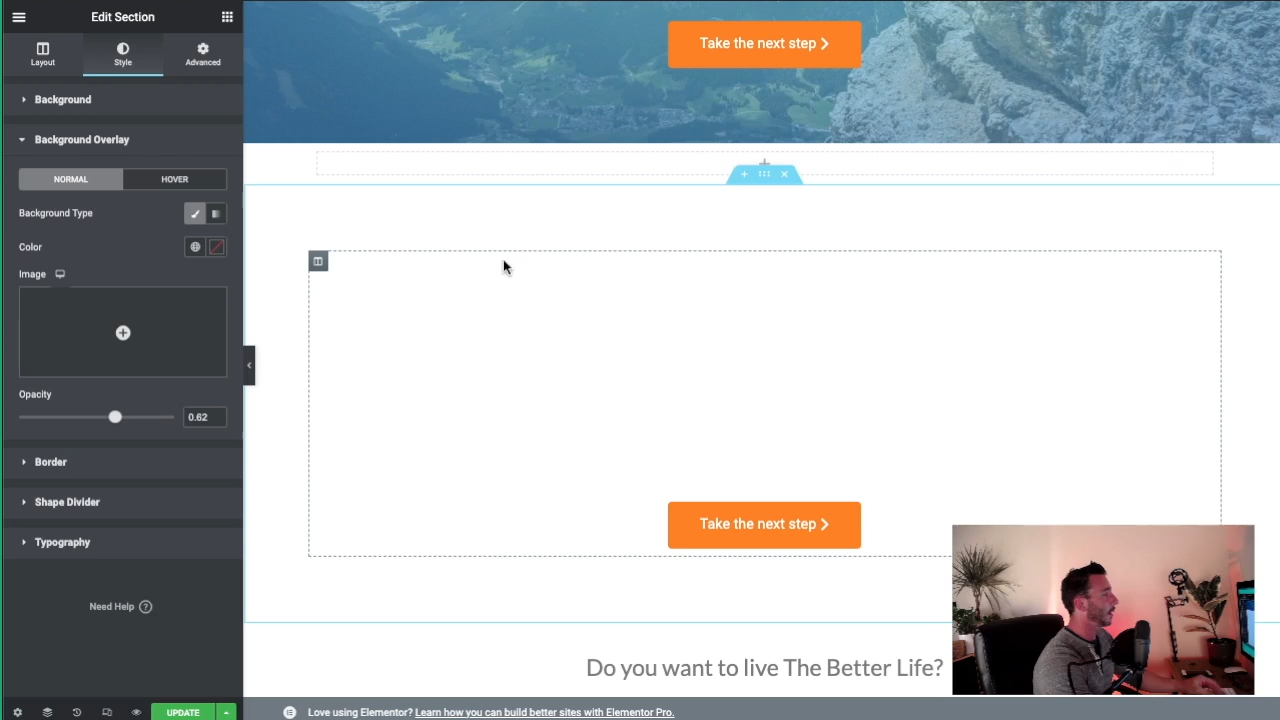 Edit Section
Layout
Style
Advanced
Background
Background Overlay
NORMAL
HOVER
Background Type
Color
Image
Opacity
0.62
Border
Shape Divider
Typography
Need Help ?
UPDATE
Take the next step
Take the next step
Do you want to live The Better Life?
Love using Elementor? Learn how you can build better sites with Elementor Pro.